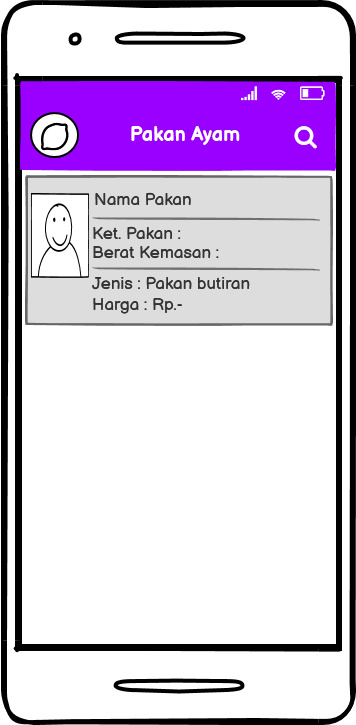 Pakan Ayam
Nama Pakan
Ket. Pakan :
Berat Kemasan :
Jenis : Pakan butiran
Harga : Rp.-